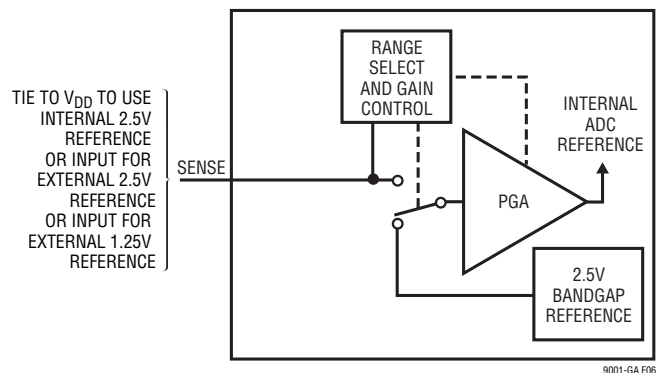 TIE TO VDD TO USE
INTERNAL 2.5V
REFERENCE
OR INPUT FOR
EXTERNAL 2.5V
REFERENCE
OR INPUT FOR
EXTERNAL 1.25V
REFERENCE
SENSE
RANGE
SELECT
AND GAIN
CONTROL
PGA
INTERNAL
ADC
REFERENCE
2.5V
BANDGAP
REFERENCE
9001-GA F06